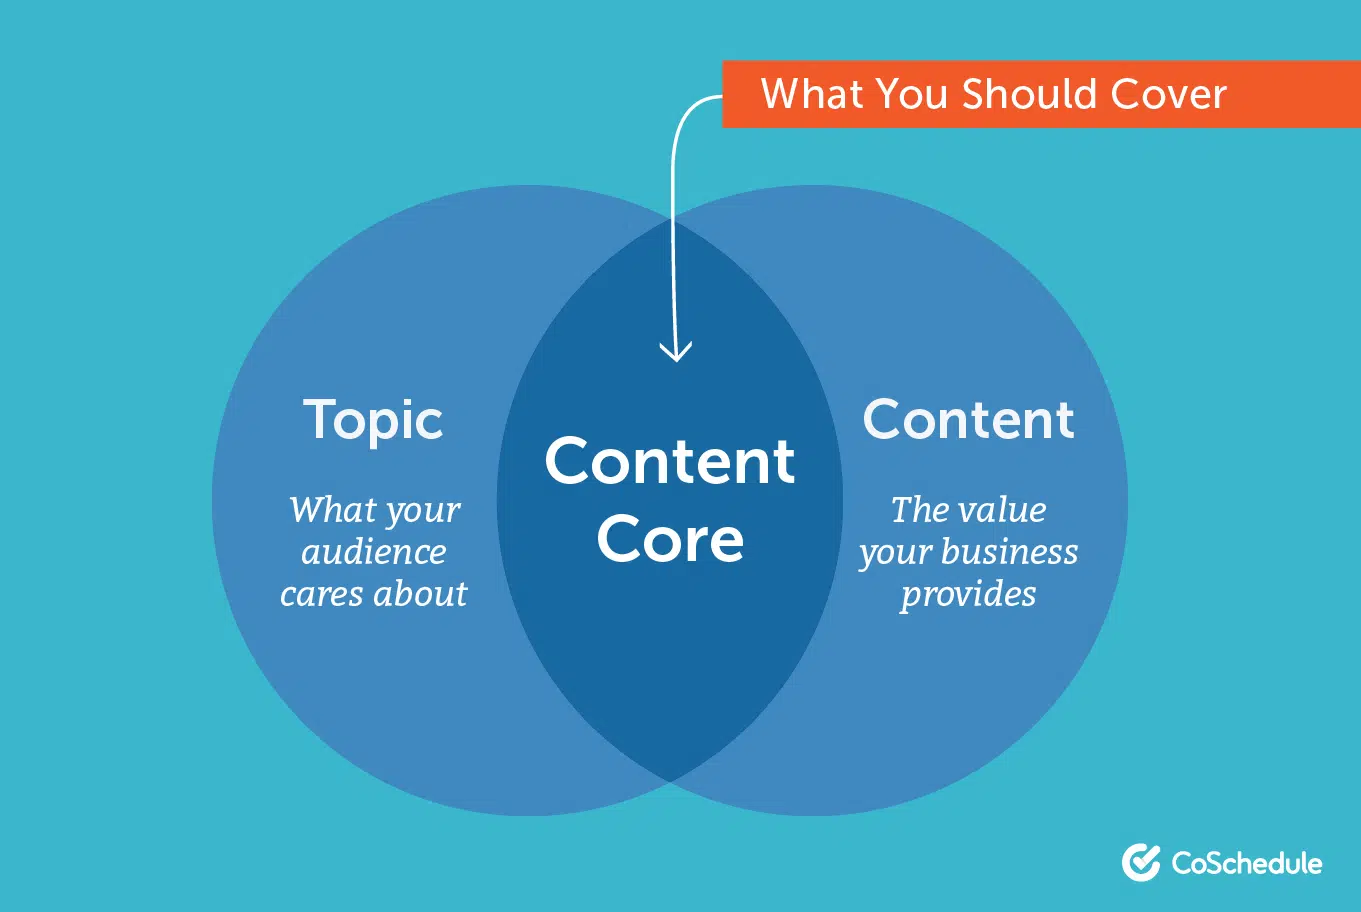 What You Should Cover
Topic
What your
audience
cares about
Content
Core
Content
The value
your business
provides
CoSchedule